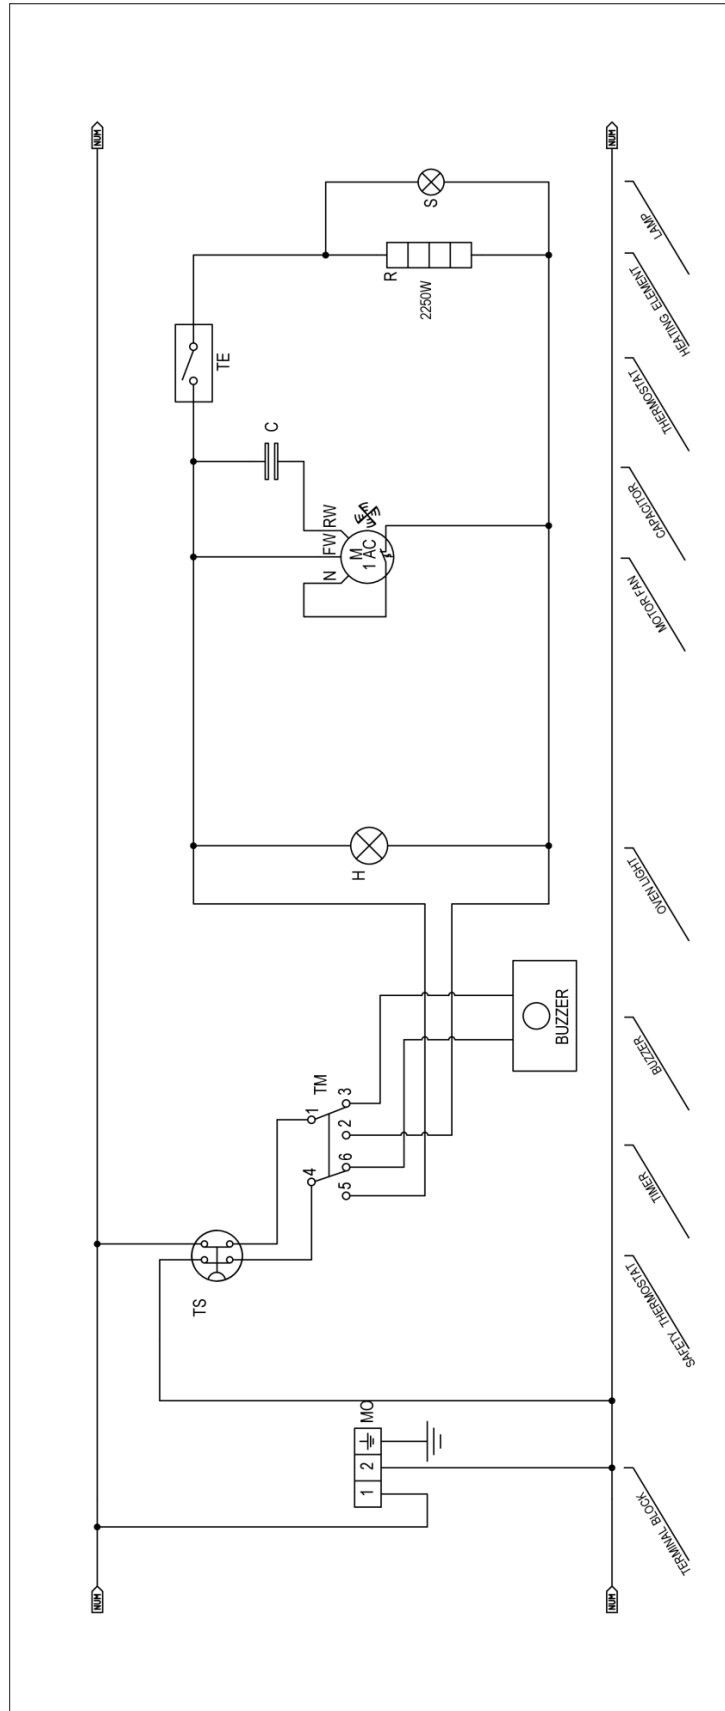 NUM
NUM
S
LAMP
R
2250W
HEATING ELEMENT
TE
THERMOSTAT
C
CAPACITOR
N FW RW
M
1 AC
MOTOR FAN
H
OVEN LIGHT
BUZZER
BUZZER
TM
1
3
2
4
6
5
TIMER
TS
SAFETY THERMOSTAT
MO
1 2
TERMINAL BLOCK
NUM
NUM